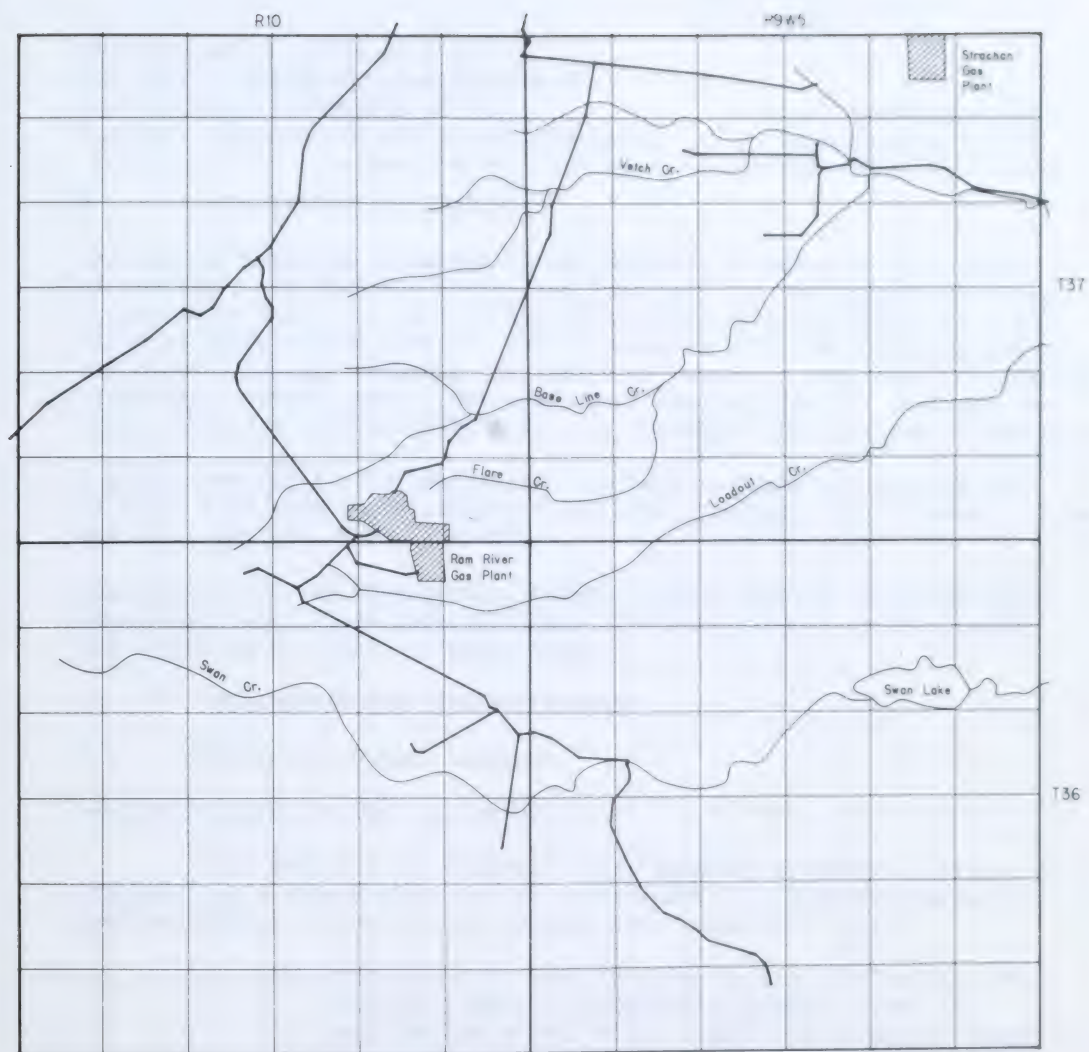 R10
R9W5
Strachan
Gas
Plant
Vetch Cr.
T37
Base Line Cr.
Flare Cr.
Loadout Cr.
Ram River
Gas Plant
Swan Cr.
Swan Lake
T36